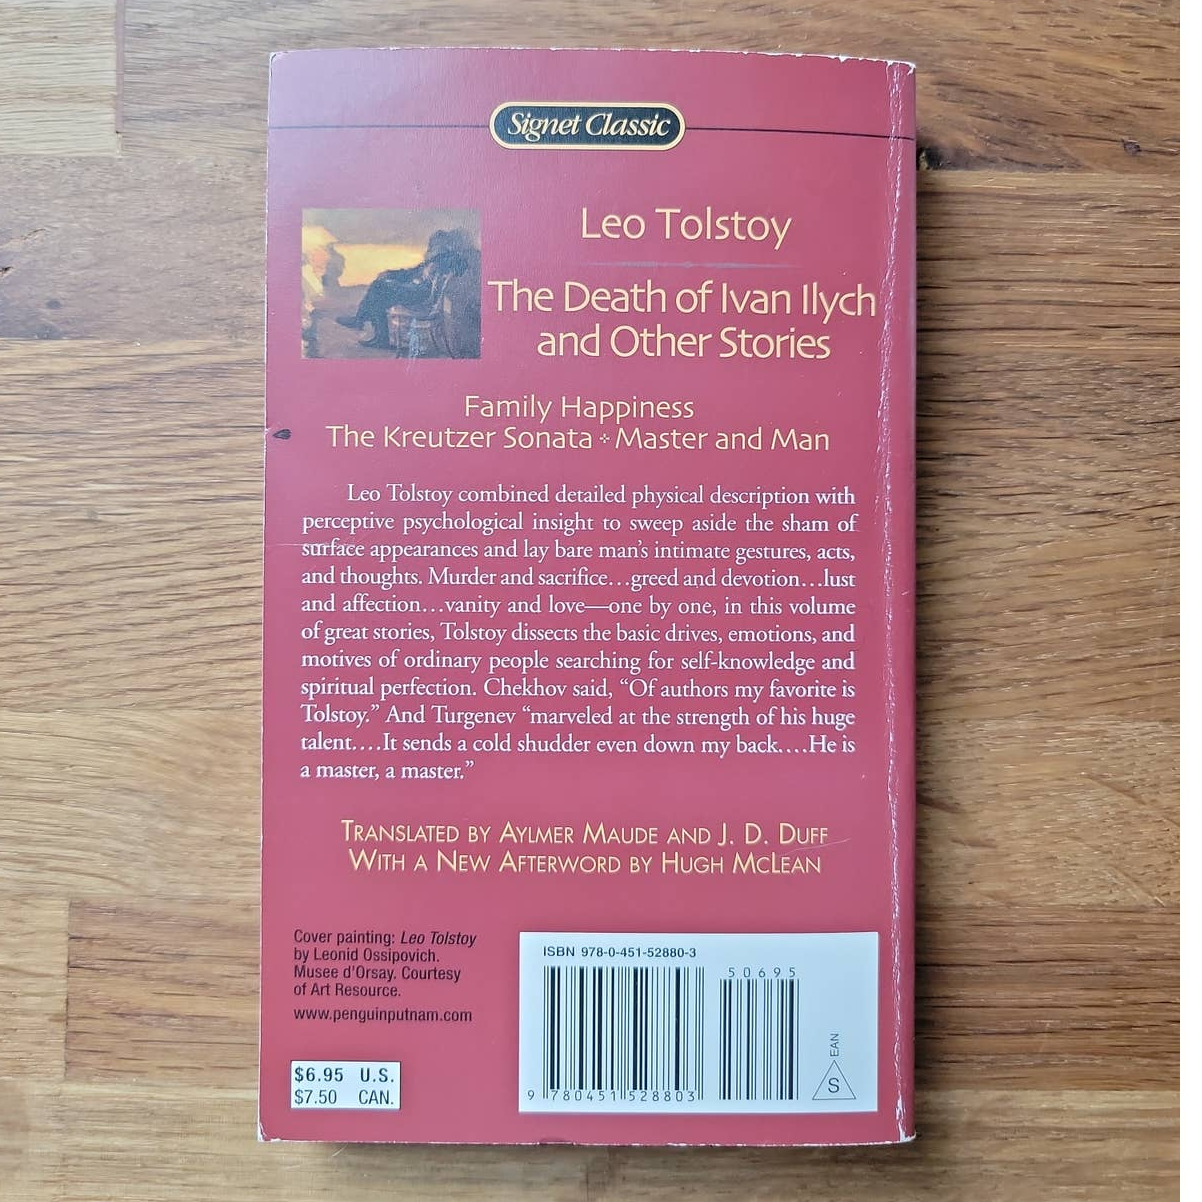 Signet Classic
Leo Tolstoy
The Death of Ivan Ilych
and Other Stories
Family Happiness
The Kreutzer Sonata ⁘ Master and Man
Leo Tolstoy combined detailed physical description with
perceptive psychological insight to sweep aside the sham of
surface appearances and lay bare man's intimate gestures, acts,
and thoughts. Murder and sacrifice…greed and devotion…lust
and affection…vanity and love—one by one, in this volume
of great stories, Tolstoy dissects the basic drives, emotions, and
motives of ordinary people searching for self-knowledge and
spiritual perfection. Chekhov said, “Of authors my favorite is
Tolstoy.” And Turgenev “marveled at the strength of his huge
talent….It sends a cold shudder even down my back….He is
a master, a master.”
Translated by Aylmer Maude and J. D. Duff
With a New Afterword by Hugh McLean
Cover painting: Leo Tolstoy
by Leonid Ossipovich.
Musee d'Orsay. Courtesy
of Art Resource.
www.penguinputnam.com
$6.95 U.S.
$7.50 CAN.
ISBN 978-0-451-52880-3
50695
9 780451 528803
EAN
S